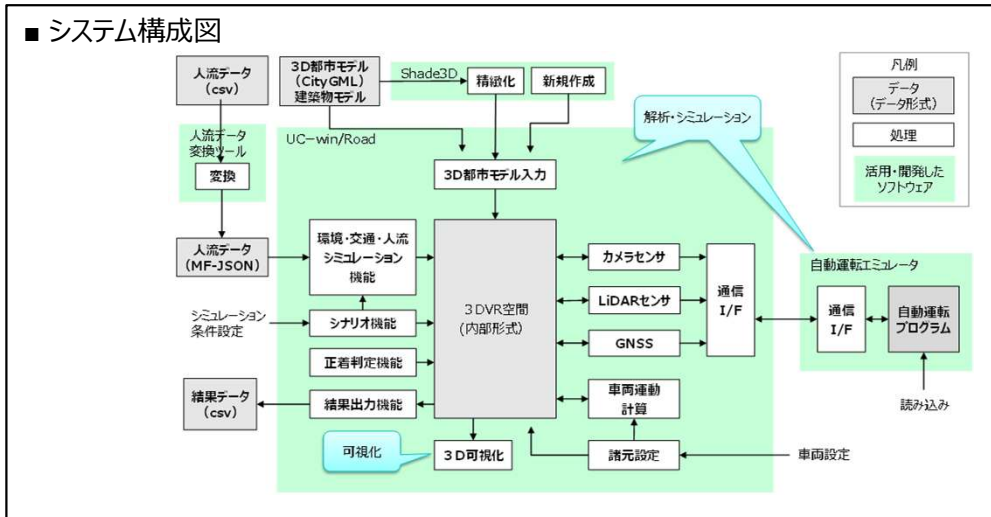 ■ システム構成図
人流データ
(csv)
3D都市モデル
(CityGML)
建築物モデル
Shade3D
精緻化
新規作成
凡例
データ
(データ形式)
処理
活用・開発した
ソフトウェア
人流データ
変換ツール
変換
UC-win/Road
解析・シミュレーション
3D都市モデル入力
人流データ
(MF-JSON)
環境・交通・人流
シミュレーション
機能
3DVR空間
(内部形式)
カメラセンサ
LiDARセンサ
GNSS
通信
I/F
自動運転エミュレータ
通信
I/F
自動運転
プログラム
読み込み
シミュレーション
条件設定
シナリオ機能
正着判定機能
結果データ
(csv)
結果出力機能
車両運動
計算
可視化
3D可視化
諸元設定
車両設定